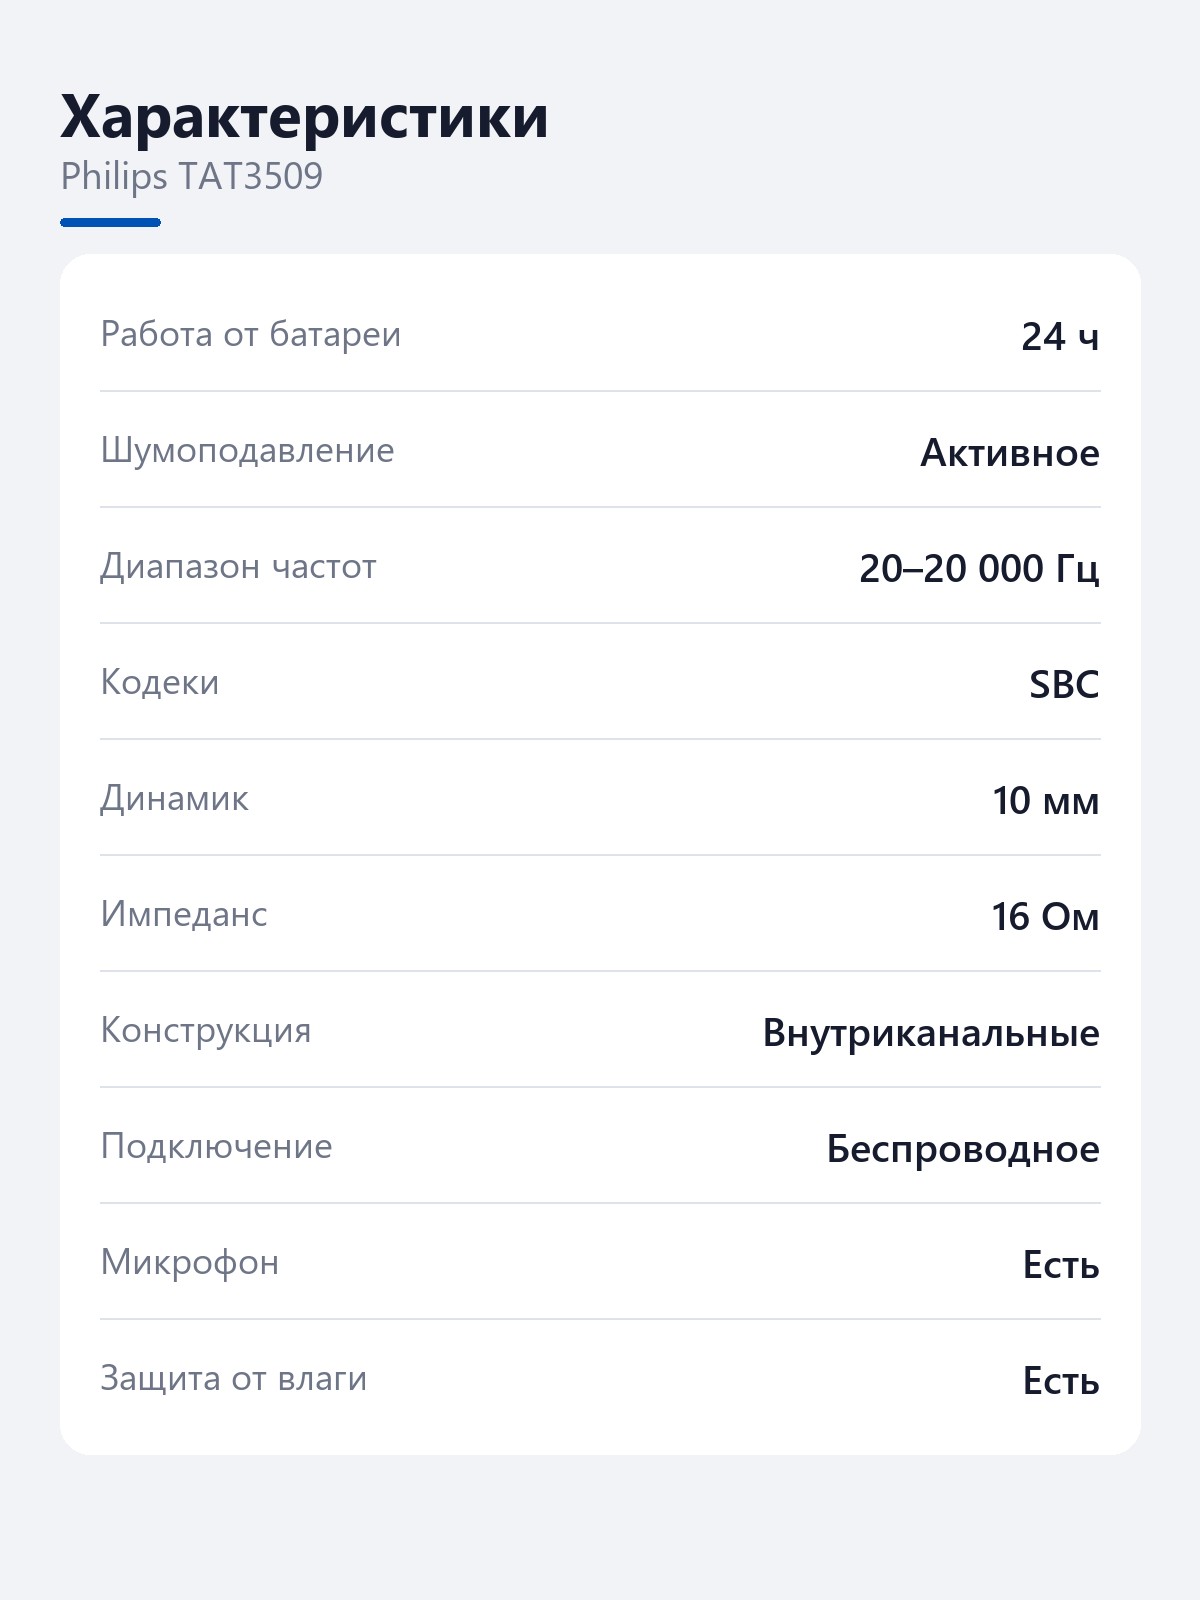 Характеристики
Philips TAT3509
Работа от батареи 24 ч
Шумоподавление Активное
Диапазон частот 20–20 000 Гц
Кодеки SBC
Динамик 10 мм
Импеданс 16 Ом
Конструкция Внутриканальные
Подключение Беспроводное
Микрофон Есть
Защита от влаги Есть